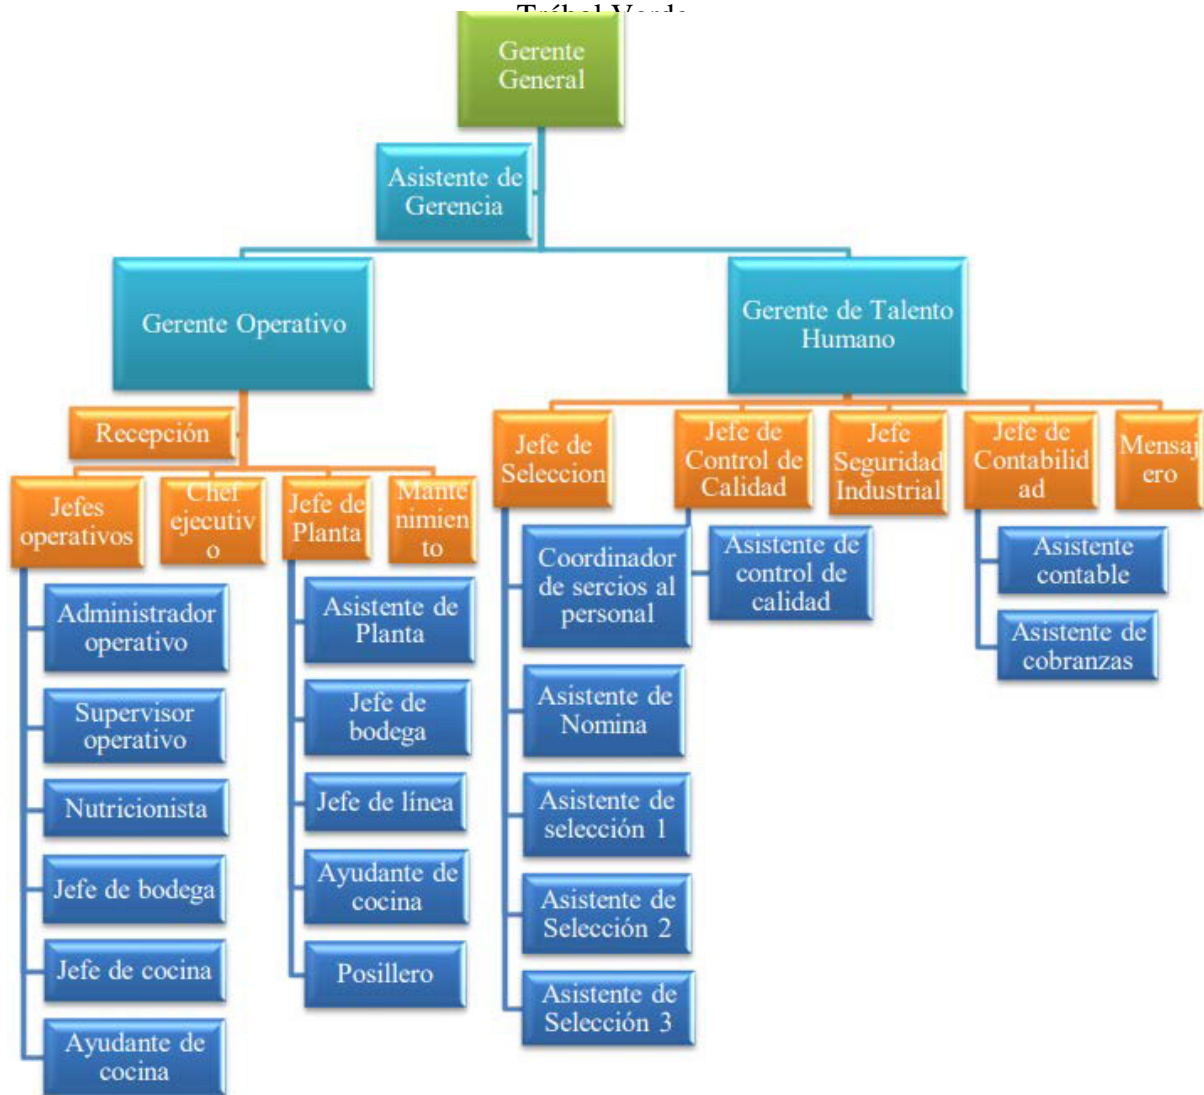 Trébol Verde
Gerente
General
Asistente de
Gerencia
Gerente Operativo
Gerente de Talento
Humano
Recepción
Jefes
operativos
Chef
ejecutiv
o
Jefe de
Planta
Mante
nimien
to
Jefe de
Seleccion
Jefe de
Control de
Calidad
Jefe
Seguridad
Industrial
Jefe de
Contabilid
ad
Mensaj
ero
Administrador
operativo
Supervisor
operativo
Nutricionista
Jefe de bodega
Jefe de cocina
Ayudante de
cocina
Asistente de
Planta
Jefe de
bodega
Jefe de línea
Ayudante de
cocina
Posillero
Coordinador
de sercios al
personal
Asistente de
Nomina
Asistente de
selección 1
Asistente de
Selección 2
Asistente de
Selección 3
Asistente de
control de
calidad
Asistente
contable
Asistente de
cobranzas